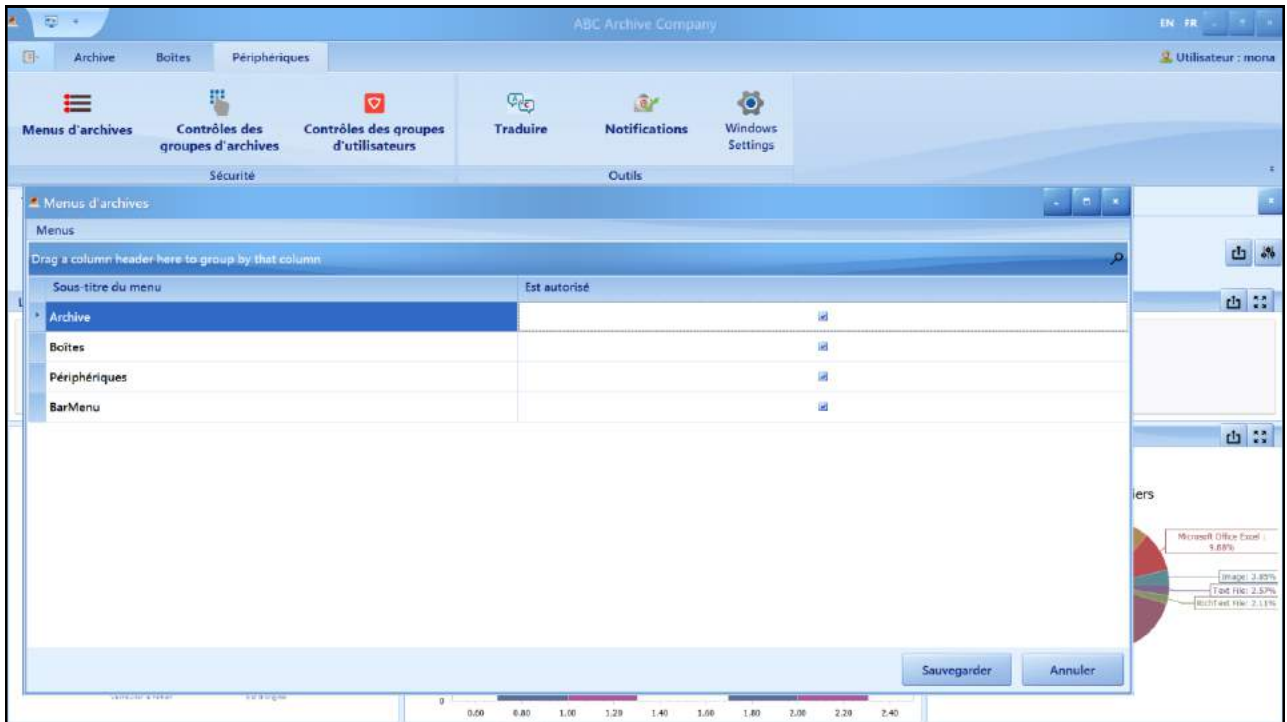 ABC Archive Company
EN FR
Archive Boîtes Périphériques
Utilisateur : mona
Menus d'archives
Contrôles des
groupes d'archives
Contrôles des groupes
d'utilisateurs
Traduire
Notifications
Windows
Settings
Sécurité
Outils
Menus d'archives
Menus
Drag a column header here to group by that column
Sous-titre du menu Est autorisé
Archive
Boîtes
Périphériques
BarMenu
iers
Microsoft Office Excel :
9.68%
Image: 3.85%
Text File: 2.57%
RichText File: 2.11%
Sauvegarder Annuler
0
0.60 0.80 1.00 1.20 1.40 1.60 1.80 2.00 2.20 2.40